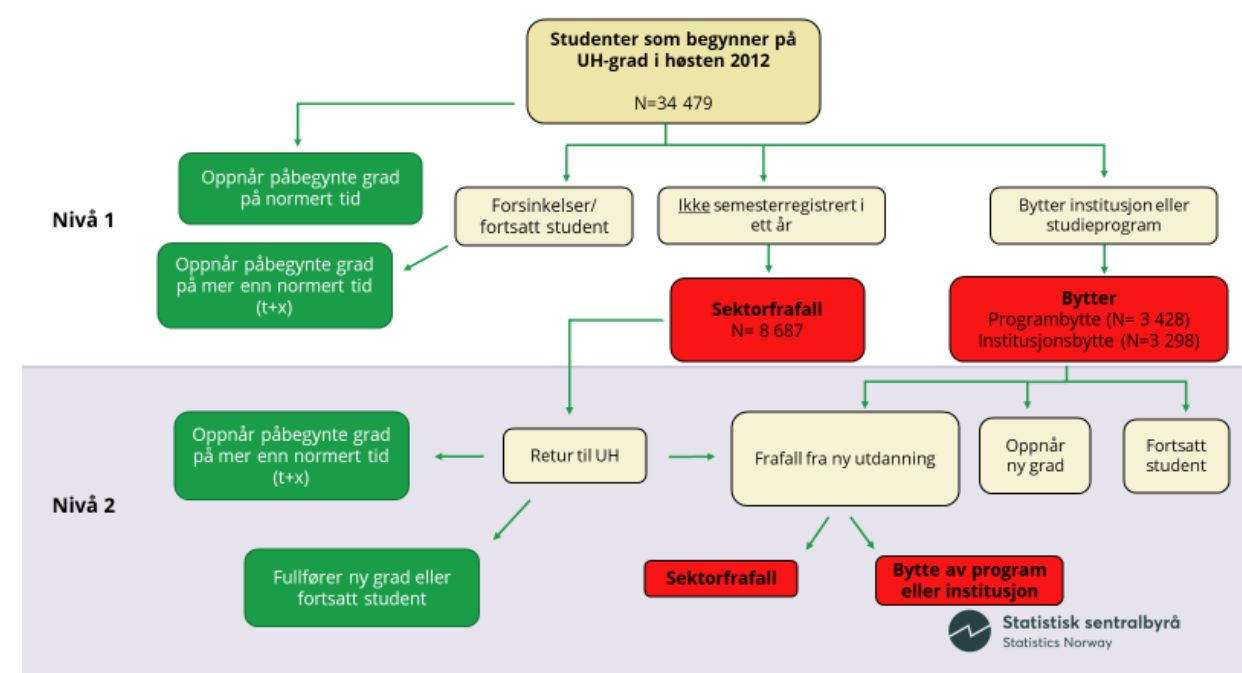 Studenter som begynner på
UH-grad i høsten 2012
N=34 479
Nivå 1
Oppnår påbegynte grad
på normert tid
Forsinkelser/
fortsatt student
Ikke semesterregistrert i
ett år
Bytter institusjon eller
studieprogram
Oppnår påbegynte grad
på mer enn normert tid
(t+x)
Sektorfrafall
N= 8 687
Bytter
Programbytte (N= 3 428)
Institusjonsbytte (N=3 298)
Nivå 2
Oppnår påbegynte grad
på mer enn normert tid
(t+x)
Retur til UH
Frafall fra ny utdanning
Oppnår
ny grad
Fortsatt
student
Fullfører ny grad eller
fortsatt student
Sektorfrafall
Bytte av program
eller institusjon
Statistisk sentralbyrå
Statistics Norway